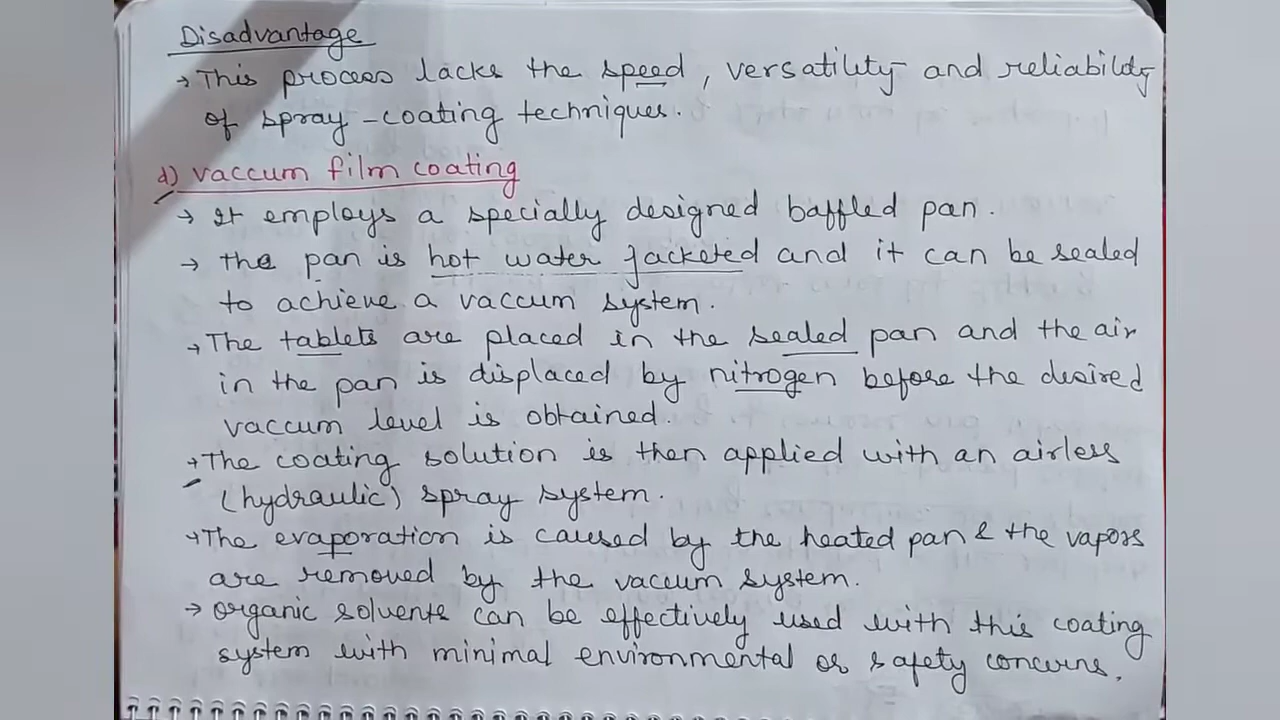 Disadvantage
→ This process lacks the speed, versatility and reliability
of spray-coating techniques.
d) vaccum film coating
→ It employs a specially designed baffled pan.
→ the pan is hot water jacketed and it can be sealed
to achieve a vaccum system.
→ The tablets are placed in the sealed pan and the air
in the pan is displaced by nitrogen before the desired
vaccum level is obtained.
→ The coating solution is then applied with an airless
(hydraulic) spray system.
→ The evaporation is caused by the heated pan & the vapors
are removed by the vaccum system.
→ organic solvents can be effectively used with this coating
system with minimal environmental or safety concerns.